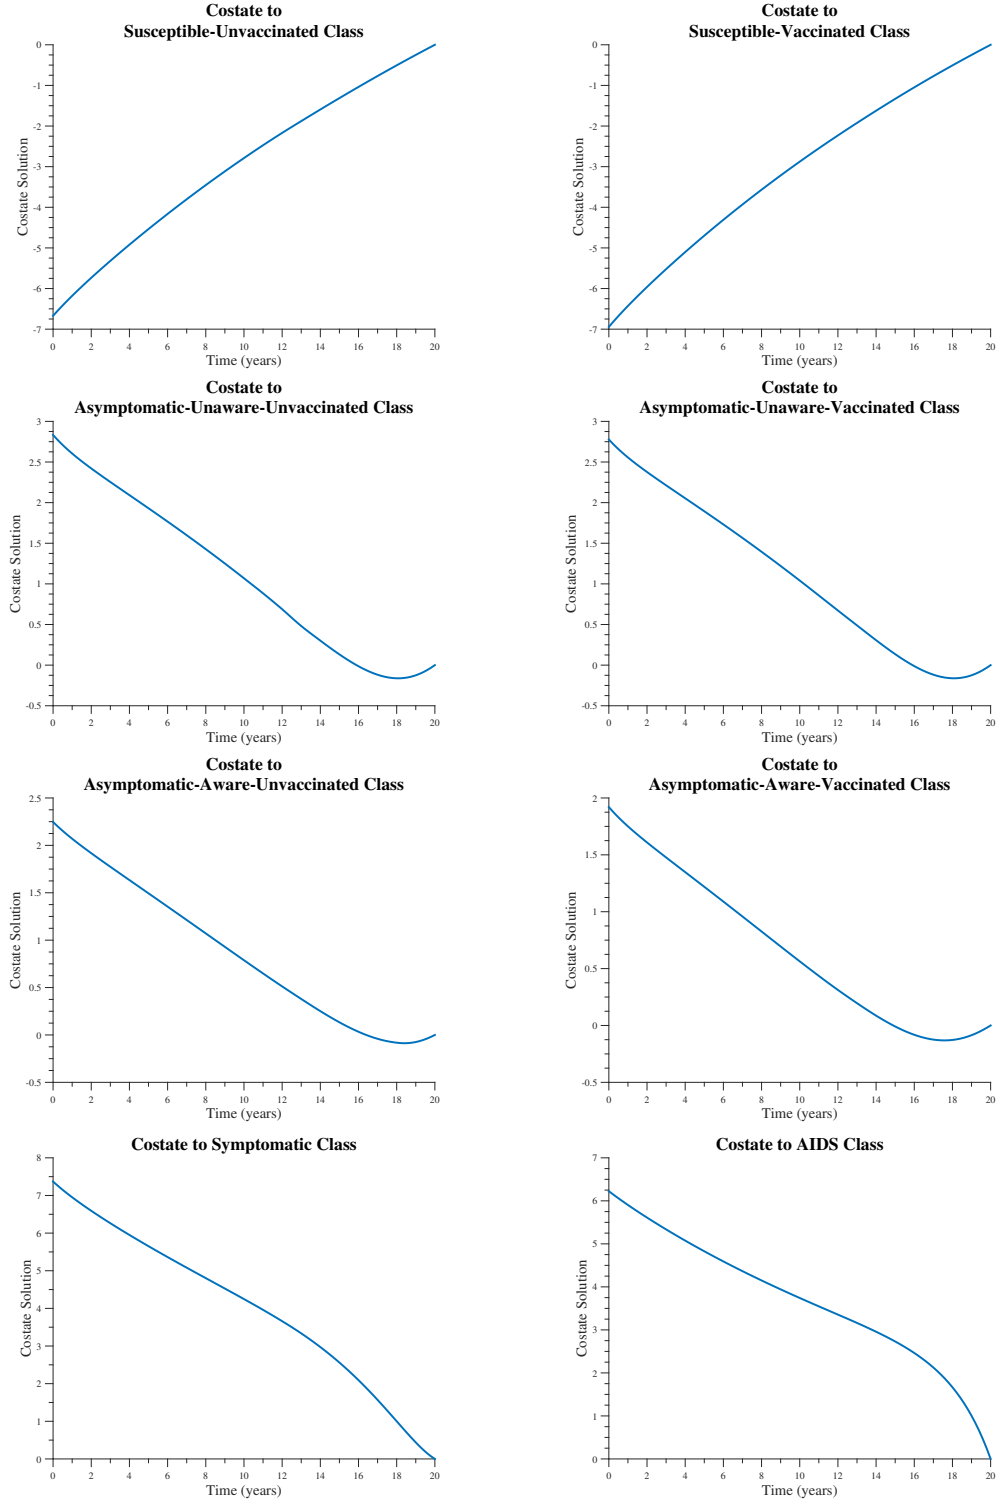 Costate to
Susceptible-Unvaccinated Class
0
-1
-2
-3
-4
-5
-6
-7
Costate Solution
0 2 4 6 8 10 12 14 16 18 20
Time (years)
Costate to
Susceptible-Vaccinated Class
0
-1
-2
-3
-4
-5
-6
-7
Costate Solution
0 2 4 6 8 10 12 14 16 18 20
Time (years)
Costate to
Asymptomatic-Unaware-Unvaccinated Class
3
2.5
2
1.5
1
0.5
0
-0.5
Costate Solution
0 2 4 6 8 10 12 14 16 18 20
Time (years)
Costate to
Asymptomatic-Unaware-Vaccinated Class
3
2.5
2
1.5
1
0.5
0
-0.5
Costate Solution
0 2 4 6 8 10 12 14 16 18 20
Time (years)
Costate to
Asymptomatic-Aware-Unvaccinated Class
2.5
2
1.5
1
0.5
0
-0.5
Costate Solution
0 2 4 6 8 10 12 14 16 18 20
Time (years)
Costate to
Asymptomatic-Aware-Vaccinated Class
2
1.5
1
0.5
0
-0.5
Costate Solution
0 2 4 6 8 10 12 14 16 18 20
Time (years)
Costate to Symptomatic Class
8
7
6
5
4
3
2
1
0
Costate Solution
0 2 4 6 8 10 12 14 16 18 20
Time (years)
Costate to AIDS Class
7
6
5
4
3
2
1
0
Costate Solution
0 2 4 6 8 10 12 14 16 18 20
Time (years)